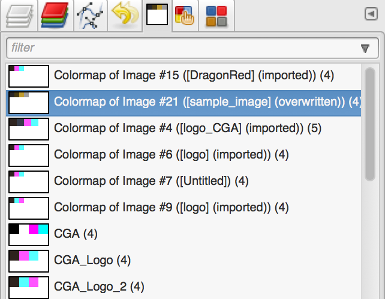 filter
Colormap of Image #15 ([DragonRed] (imported)) (4)
Colormap of Image #21 ([sample_image] (overwritten)) (4)
Colormap of Image #4 ([logo_CGA] (imported)) (5)
Colormap of Image #6 ([logo] (imported)) (4)
Colormap of Image #7 ([Untitled]) (4)
Colormap of Image #9 ([logo] (imported)) (4)
CGA (4)
CGA_Logo (4)
CGA_Logo_2 (4)